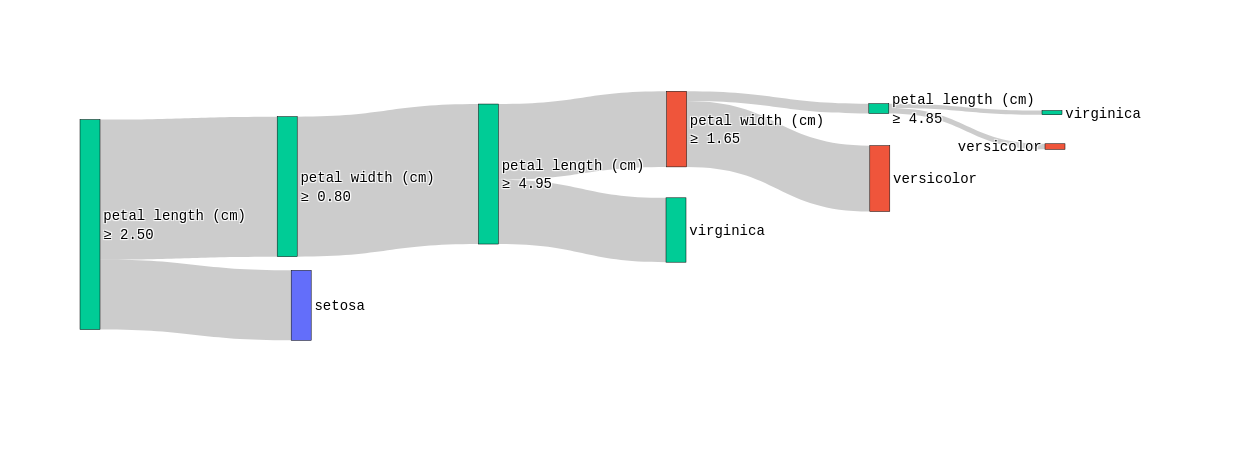 petal length (cm)
≥ 2.50
petal width (cm)
≥ 0.80
setosa
petal length (cm)
≥ 4.95
petal width (cm)
≥ 1.65
virginica
petal length (cm)
≥ 4.85
versicolor
virginica
versicolor